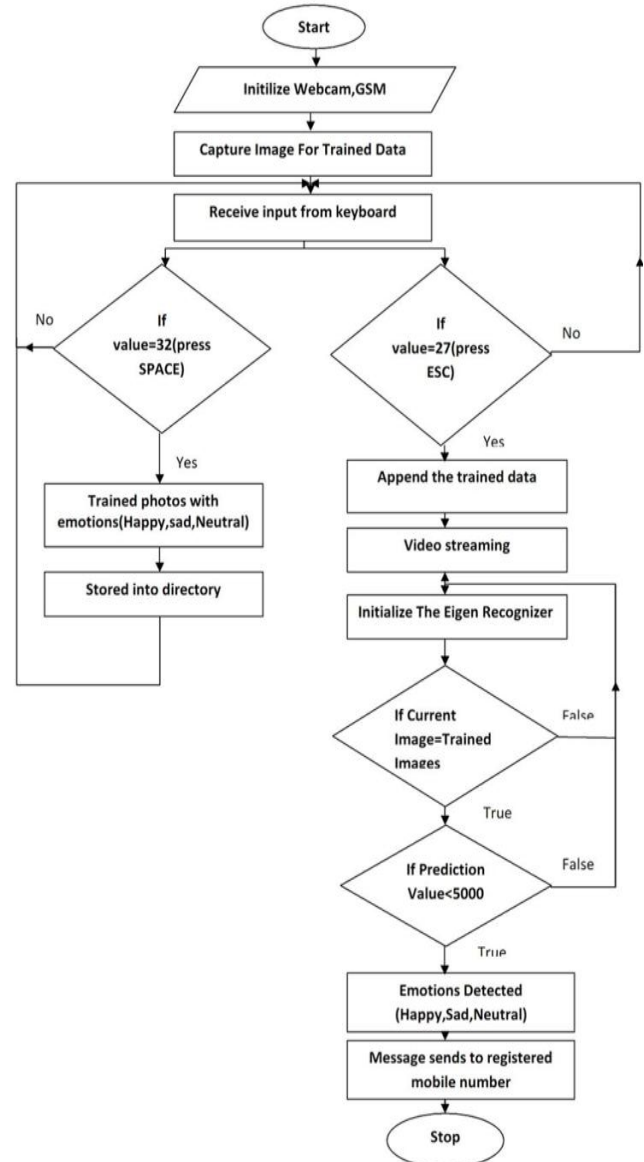 Start
Initilize Webcam,GSM
Capture Image For Trained Data
Receive input from keyboard
If
value=32(press
SPACE)
No
If
value=27(press
ESC)
No
Yes
Trained photos with
emotions(Happy,sad,Neutral)
Stored into directory
Yes
Append the trained data
Video streaming
Initialize The Eigen Recognizer
If Current
Image=Trained
Images
False
True
If Prediction
Value<5000
False
True
Emotions Detected
(Happy,Sad,Neutral)
Message sends to registered
mobile number
Stop